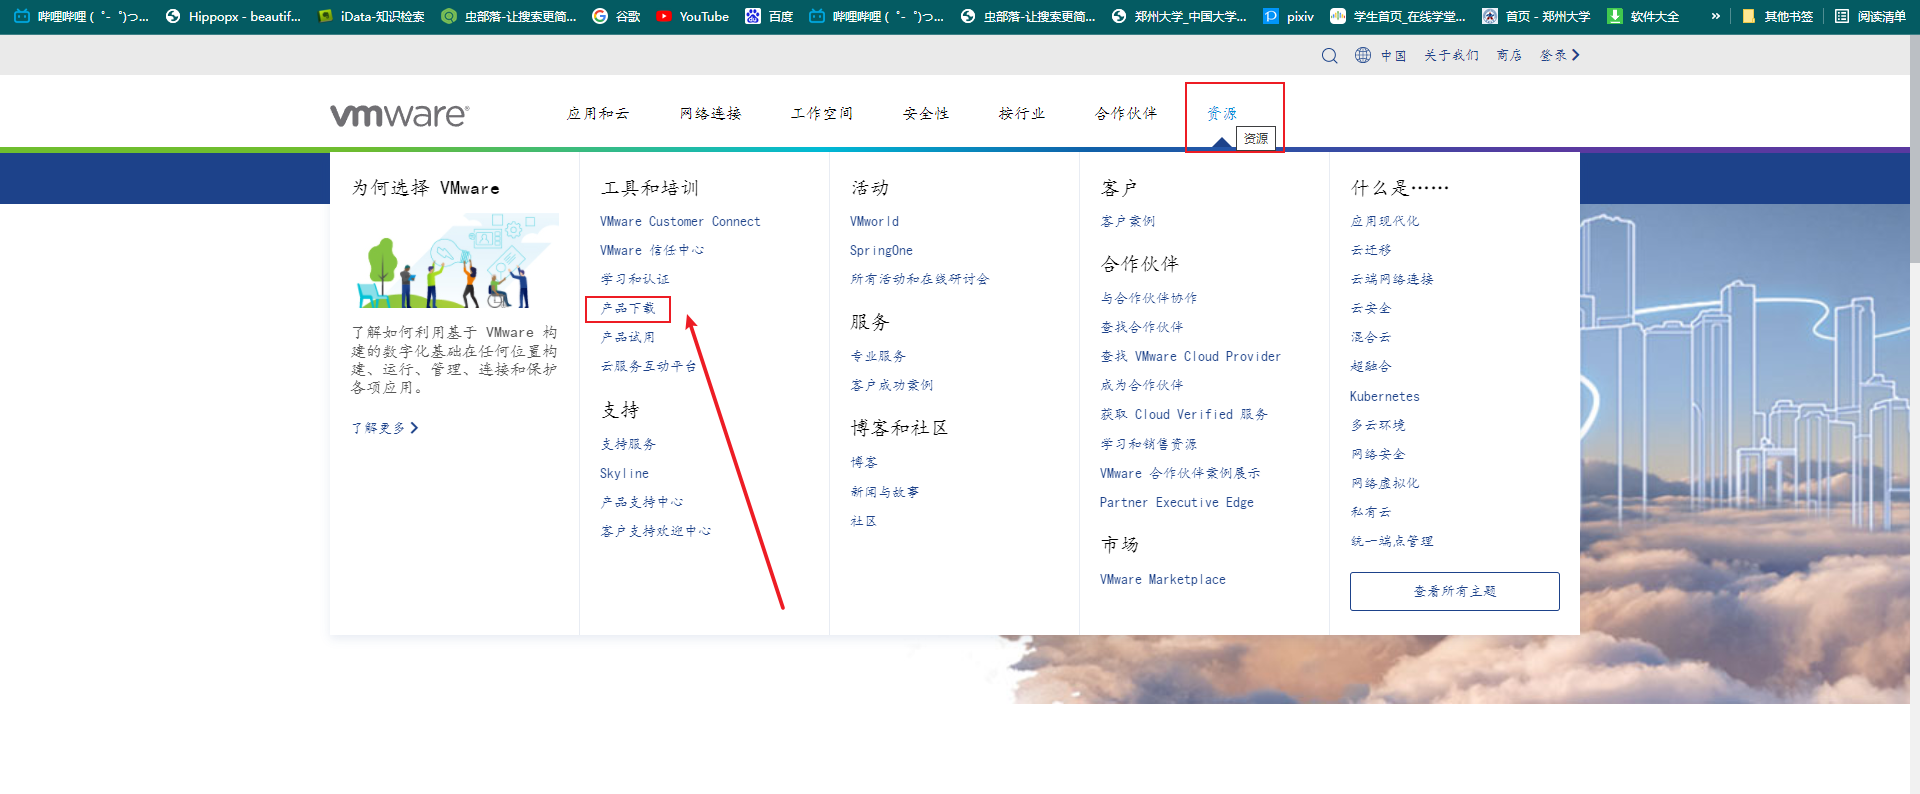 哔哩哔哩 (゜-゜)つ...
Hippopx - beautif...
iData-知识检索
虫部落-让搜索更简...
谷歌
YouTube
百度
哔哩哔哩 (゜-゜)つ...
虫部落-让搜索更简...
郑州大学_中国大学...
pixiv
学生首页_在线学堂...
首页 - 郑州大学
软件大全
»
其他书签
阅读清单
中国
关于我们
商店
登录
vmware®
应用和云
网络连接
工作空间
安全性
按行业
合作伙伴
资源
资源
为何选择 VMware
了解如何利用基于 VMware 构
建的数字化基础在任何位置构
建、运行、管理、连接和保护
各项应用。
了解更多
工具和培训
VMware Customer Connect
VMware 信任中心
学习和认证
产品下载
产品试用
云服务互动平台
支持
支持服务
Skyline
产品支持中心
客户支持欢迎中心
活动
VMworld
SpringOne
所有活动和在线研讨会
服务
专业服务
客户成功案例
博客和社区
博客
新闻与故事
社区
客户
客户案例
合作伙伴
与合作伙伴协作
查找合作伙伴
查找 VMware Cloud Provider
成为合作伙伴
获取 Cloud Verified 服务
学习和销售资源
VMware 合作伙伴案例展示
Partner Executive Edge
市场
VMware Marketplace
什么是……
应用现代化
云迁移
云端网络连接
云安全
混合云
超融合
Kubernetes
多云环境
网络安全
网络虚拟化
私有云
统一端点管理
查看所有主题